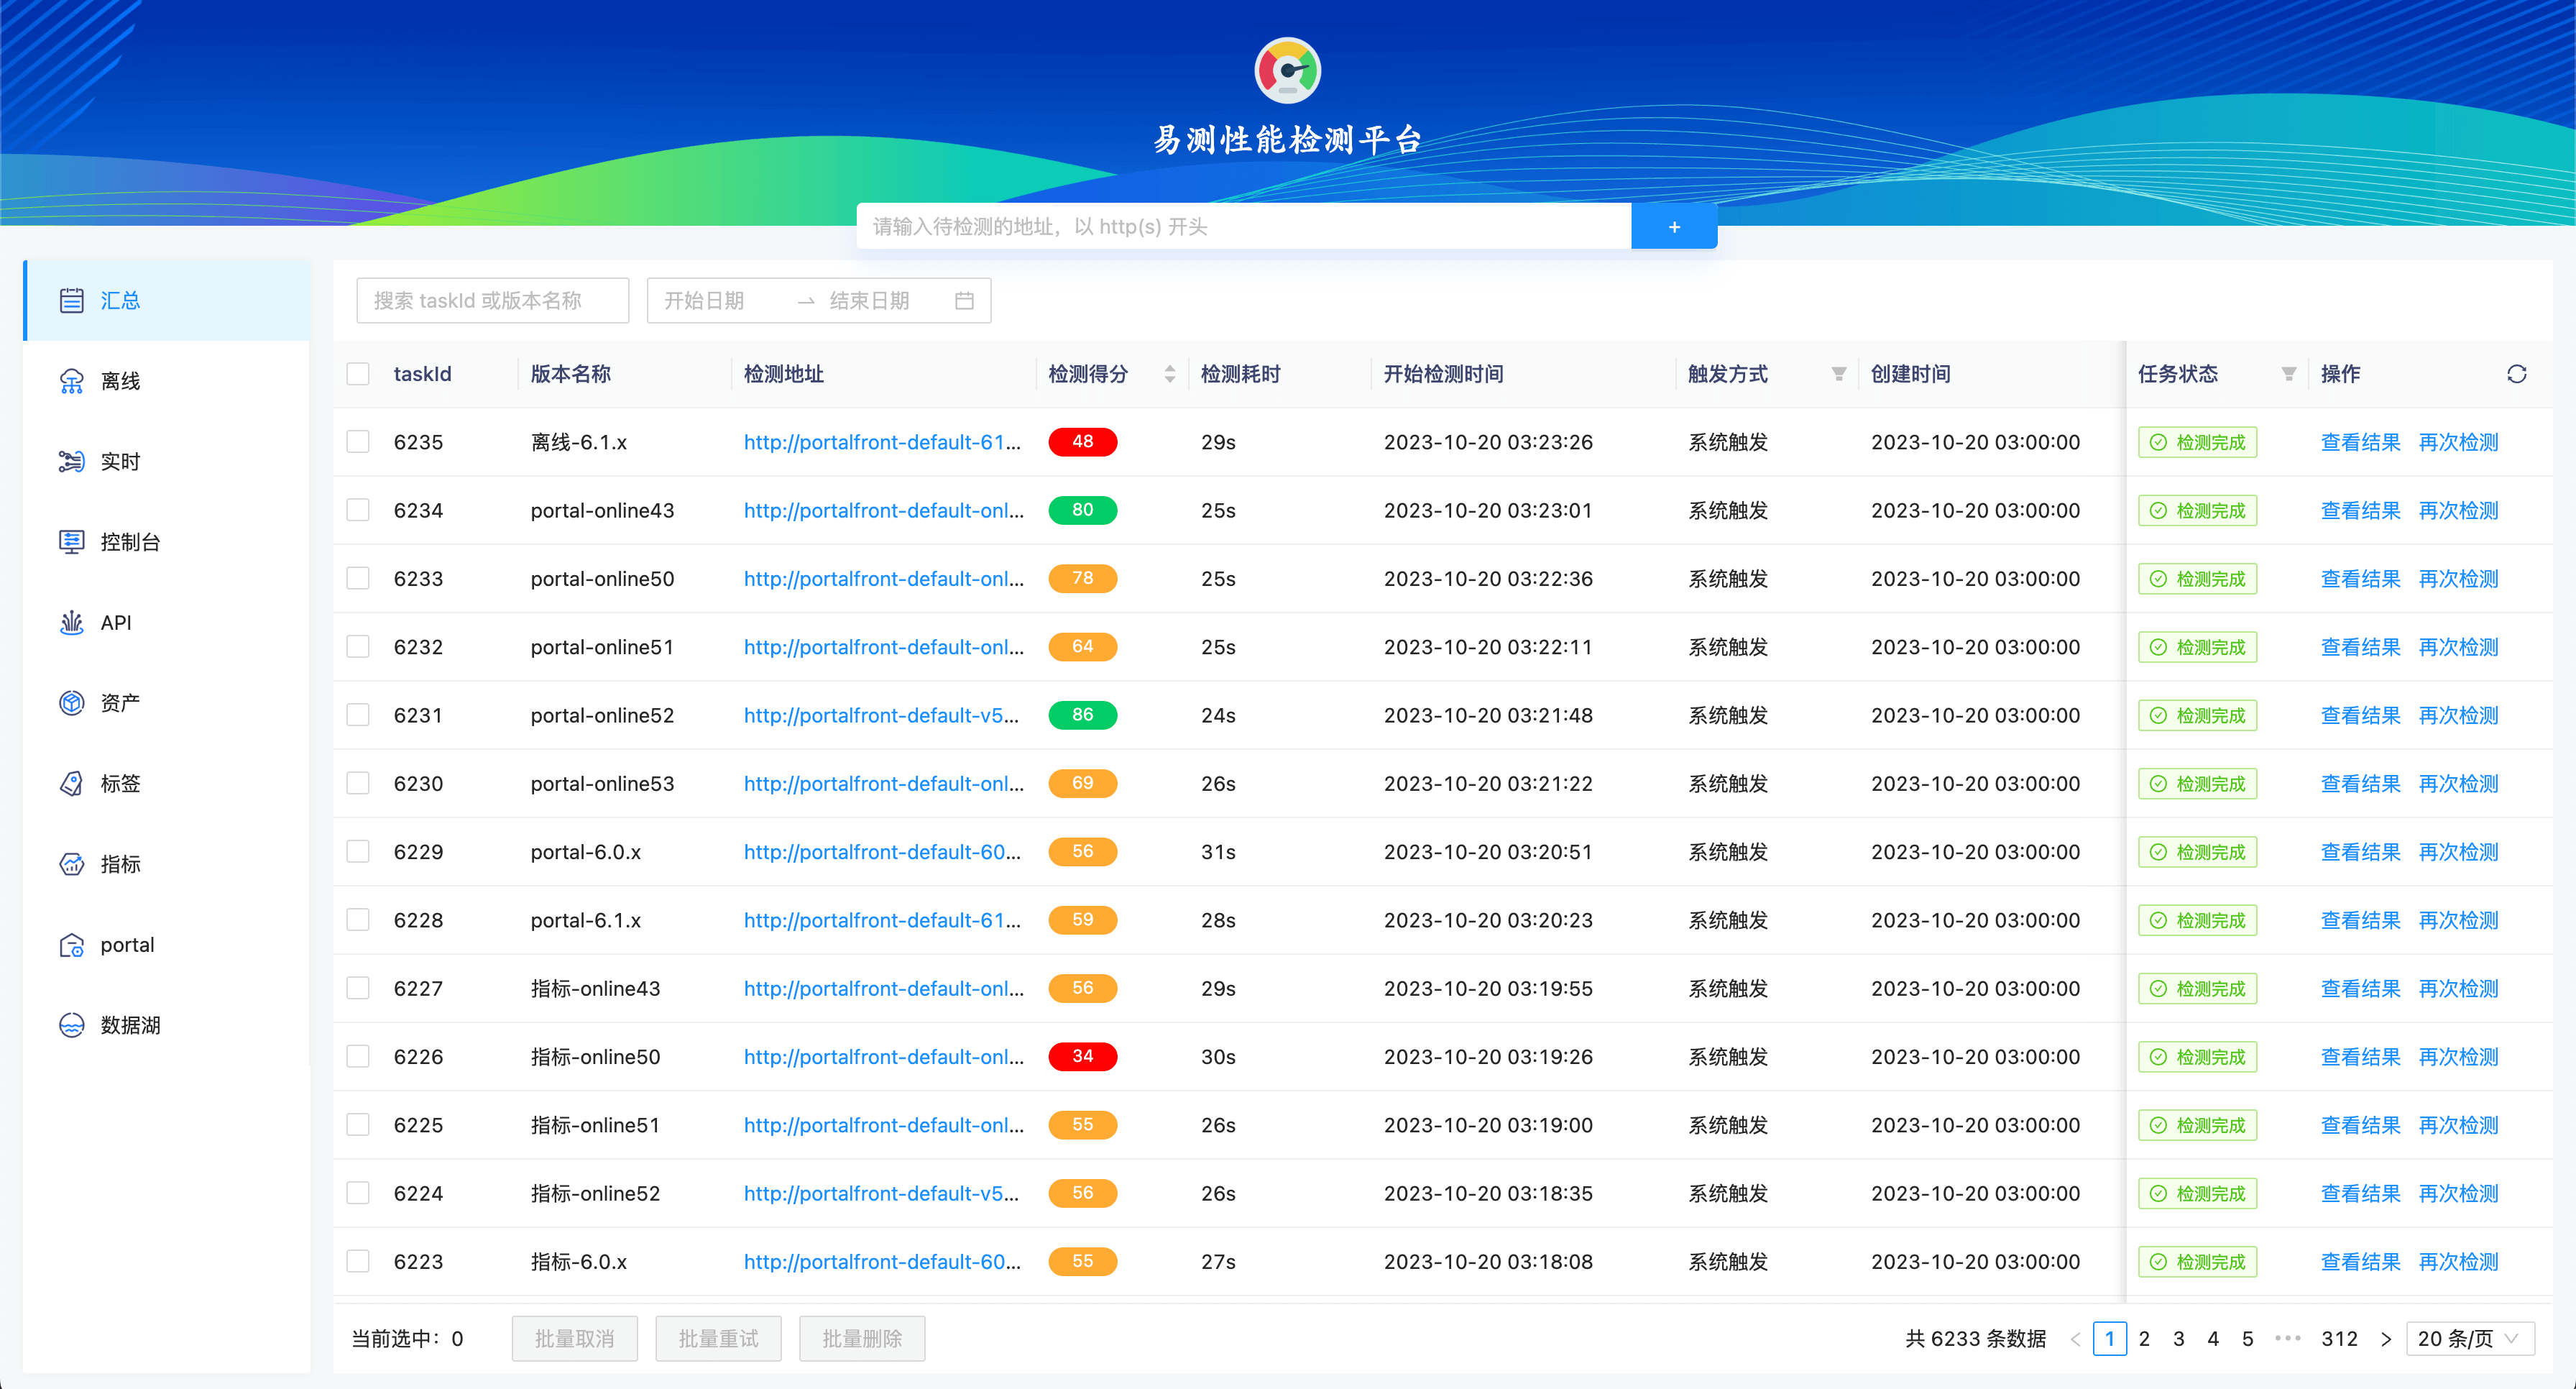 易测性能检测平台
请输入待检测的地址，以 http(s) 开头 +
汇总
离线
实时
控制台
API
资产
标签
指标
portal
数据湖
搜索 taskId 或版本名称 开始日期 → 结束日期
taskId 版本名称 检测地址 检测得分 检测耗时 开始检测时间 触发方式 创建时间 任务状态 操作
6235 离线-6.1.x http://portalfront-default-61... 48 29s 2023-10-20 03:23:26 系统触发 2023-10-20 03:00:00 检测完成 查看结果 再次检测
6234 portal-online43 http://portalfront-default-onl... 80 25s 2023-10-20 03:23:01 系统触发 2023-10-20 03:00:00 检测完成 查看结果 再次检测
6233 portal-online50 http://portalfront-default-onl... 78 25s 2023-10-20 03:22:36 系统触发 2023-10-20 03:00:00 检测完成 查看结果 再次检测
6232 portal-online51 http://portalfront-default-onl... 64 25s 2023-10-20 03:22:11 系统触发 2023-10-20 03:00:00 检测完成 查看结果 再次检测
6231 portal-online52 http://portalfront-default-v5... 86 24s 2023-10-20 03:21:48 系统触发 2023-10-20 03:00:00 检测完成 查看结果 再次检测
6230 portal-online53 http://portalfront-default-onl... 69 26s 2023-10-20 03:21:22 系统触发 2023-10-20 03:00:00 检测完成 查看结果 再次检测
6229 portal-6.0.x http://portalfront-default-60... 56 31s 2023-10-20 03:20:51 系统触发 2023-10-20 03:00:00 检测完成 查看结果 再次检测
6228 portal-6.1.x http://portalfront-default-61... 59 28s 2023-10-20 03:20:23 系统触发 2023-10-20 03:00:00 检测完成 查看结果 再次检测
6227 指标-online43 http://portalfront-default-onl... 56 29s 2023-10-20 03:19:55 系统触发 2023-10-20 03:00:00 检测完成 查看结果 再次检测
6226 指标-online50 http://portalfront-default-onl... 34 30s 2023-10-20 03:19:26 系统触发 2023-10-20 03:00:00 检测完成 查看结果 再次检测
6225 指标-online51 http://portalfront-default-onl... 55 26s 2023-10-20 03:19:00 系统触发 2023-10-20 03:00:00 检测完成 查看结果 再次检测
6224 指标-online52 http://portalfront-default-v5... 56 26s 2023-10-20 03:18:35 系统触发 2023-10-20 03:00:00 检测完成 查看结果 再次检测
6223 指标-6.0.x http://portalfront-default-60... 55 27s 2023-10-20 03:18:08 系统触发 2023-10-20 03:00:00 检测完成 查看结果 再次检测
当前选中：0 批量取消 批量重试 批量删除 共 6233 条数据 < 1 2 3 4 5 ••• 312 > 20 条/页